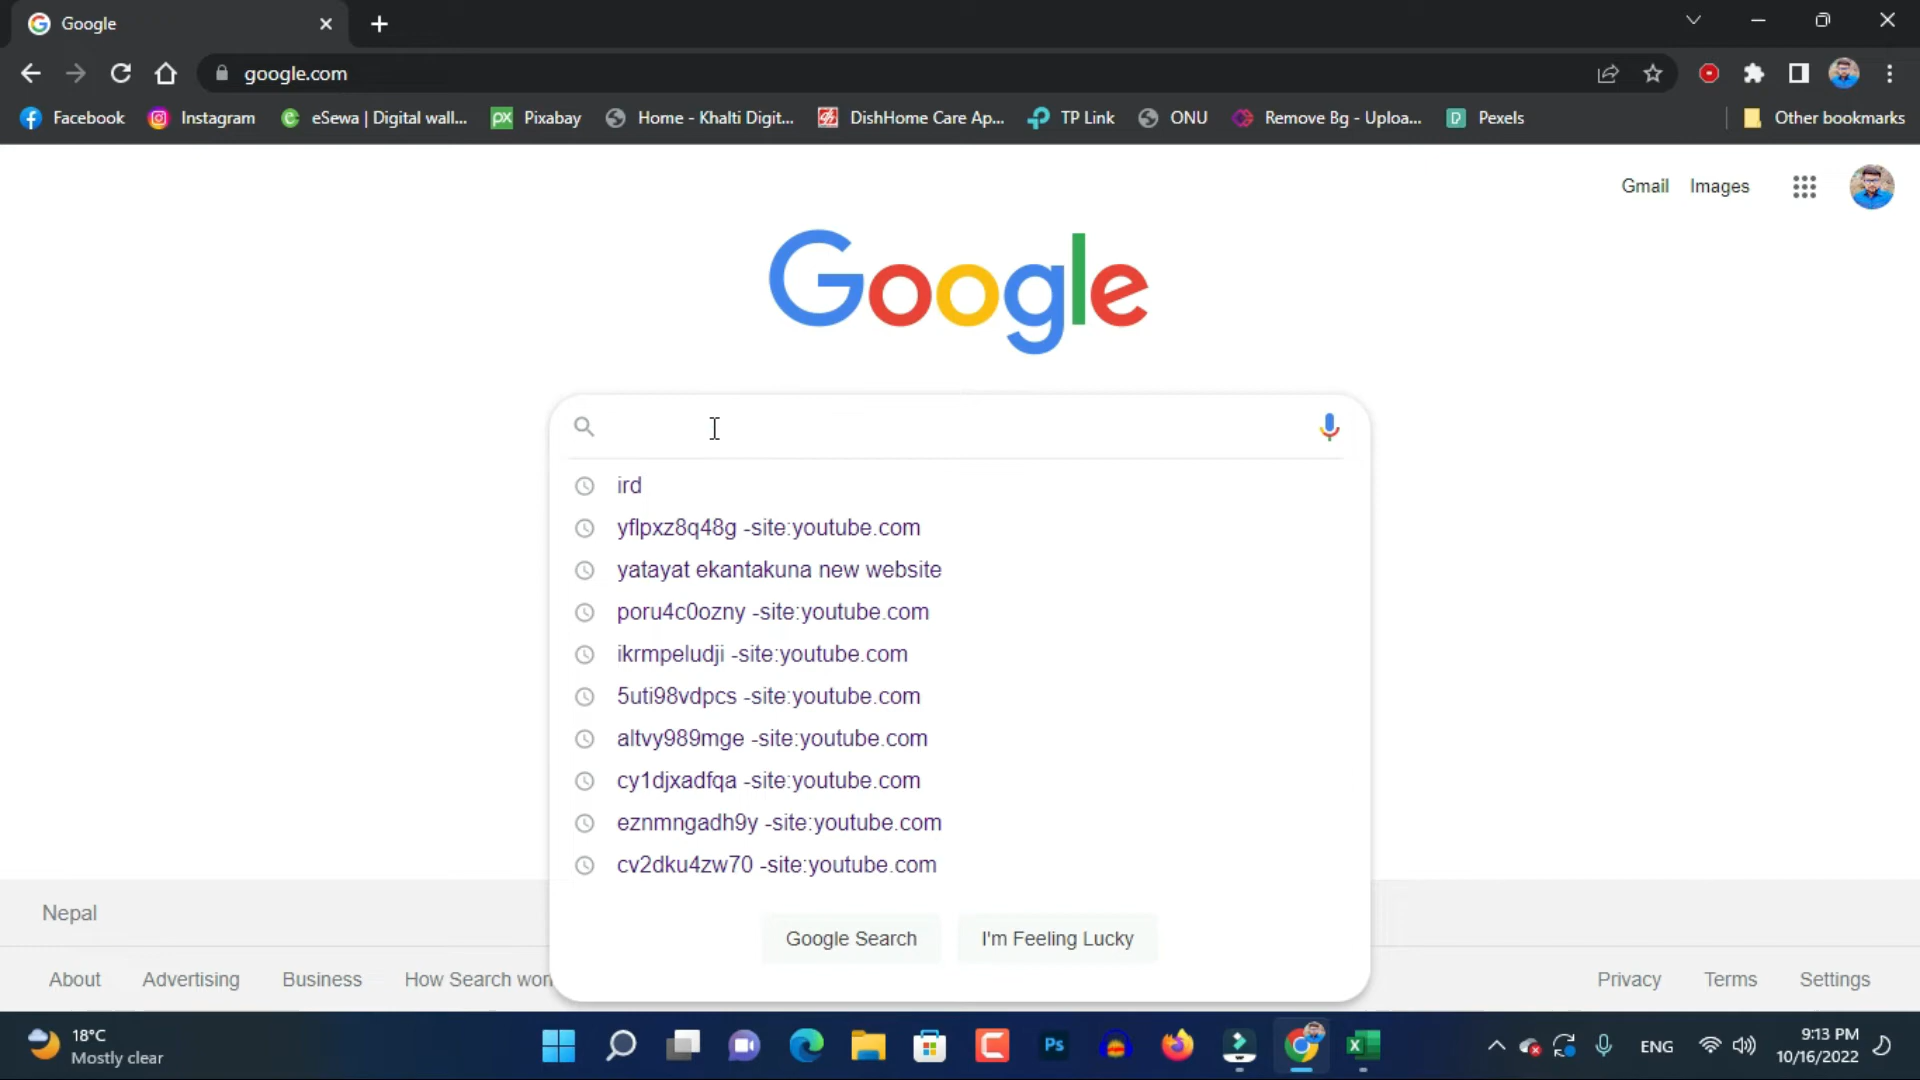 Google
google.com
Facebook Instagram eSewa | Digital wall... Pixabay Home - Khalti Digit... DishHome Care Ap... TP Link ONU Remove Bg - Uploa... Pexels Other bookmarks
Gmail Images
Google
ird
yflpxz8q48g -site:youtube.com
yatayat ekantakuna new website
poru4c0ozny -site:youtube.com
ikrmpeludji -site:youtube.com
5uti98vdpcs -site:youtube.com
altvy989mge -site:youtube.com
cy1djxadfqa -site:youtube.com
eznmngadh9y -site:youtube.com
cv2dku4zw70 -site:youtube.com
Google Search I'm Feeling Lucky
Nepal
About Advertising Business How Search wor Privacy Terms Settings
18°C
Mostly clear
Ps
ENG
9:13 PM
10/16/2022